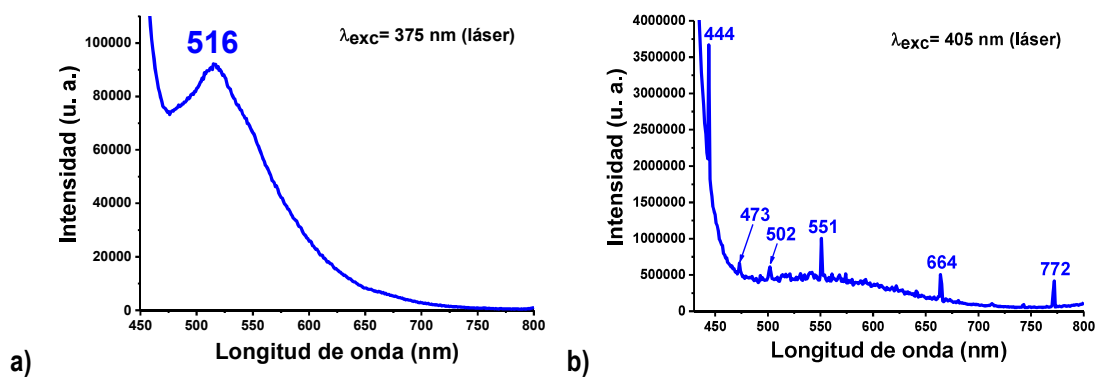 516
λexc= 375 nm (láser)
Intensidad (u. a.)
100000
80000
60000
40000
20000
0
450 500 550 600 650 700 750 800
Longitud de onda (nm)
a)
444
λexc= 405 nm (láser)
473
502
551
664
772
Intensidad (u. a.)
4000000
3500000
3000000
2500000
2000000
1500000
1000000
500000
0
450 500 550 600 650 700 750 800
Longitud de onda (nm)
b)